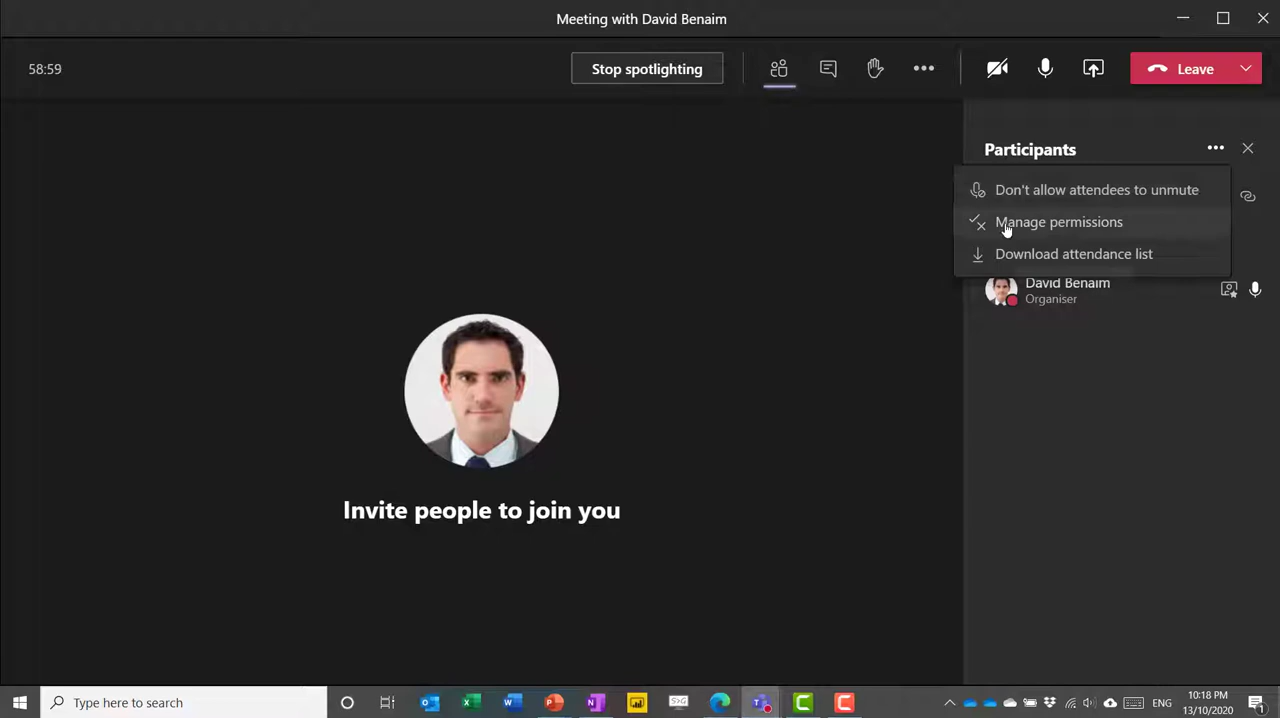 Meeting with David Benaim
58:59
Stop spotlighting
Leave
Participants
Don't allow attendees to unmute
Manage permissions
Download attendance list
David Benaim
Organiser
Invite people to join you
Type here to search
ENG
10:18 PM
13/10/2020